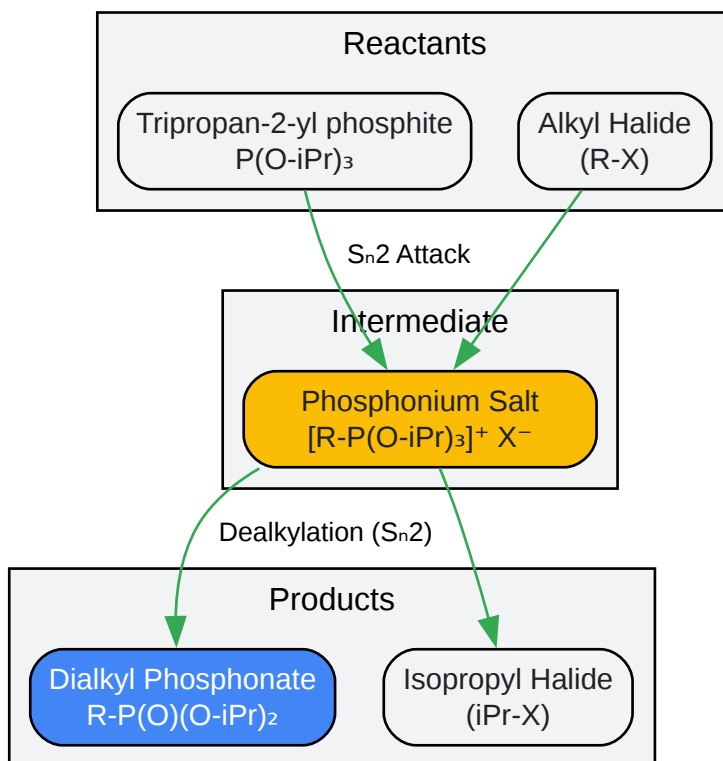 Reactants
Tripropan-2-yl phosphite
P(O-iPr)₃
Alkyl Halide
(R-X)
Sₙ2 Attack
Intermediate
Phosphonium Salt
[R-P(O-iPr)₃]⁺ X⁻
Dealkylation (Sₙ2)
Products
Dialkyl Phosphonate
R-P(O)(O-iPr)₂
Isopropyl Halide
(iPr-X)